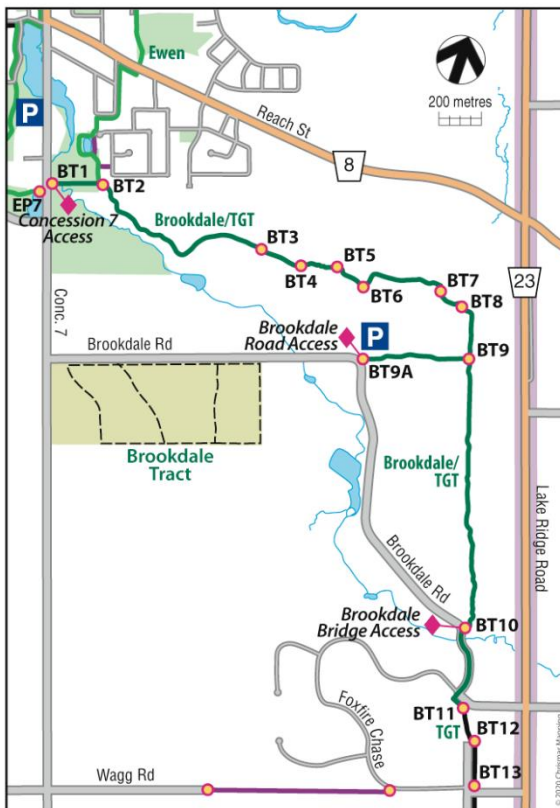 Ewen
Reach St
200 metres
8
P
BT1
BT2
EP7
Concession 7
Access
Brookdale/TGT
BT3
BT4
BT5
BT6
BT7
BT8
23
Conc. 7
Brookdale Rd
Brookdale
Road Access
P
BT9
BT9A
Brookdale
Tract
Brookdale/
TGT
Lake Ridge Road
Brookdale Rd
Brookdale
Bridge Access
BT10
Foxfire
Chase
BT11
TGT
BT12
BT13
Wagg Rd